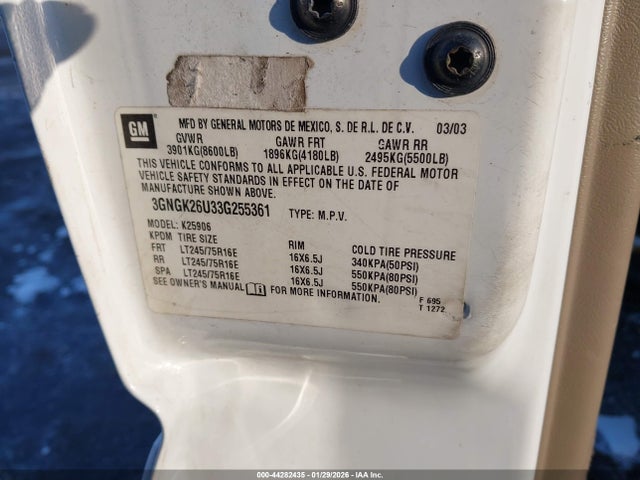 GM
MFD BY GENERAL MOTORS DE MEXICO, S. DE R.L. DE C.V. 03/03
GVWR GAWR FRT GAWR RR
3901KG(8600LB) 1896KG(4180LB) 2495KG(5500LB)
THIS VEHICLE CONFORMS TO ALL APPLICABLE U.S. FEDERAL MOTOR
VEHICLE SAFETY STANDARDS IN EFFECT ON THE DATE OF
MANUFACTURE SHOWN ABOVE.
3GNGK26U33G255361 TYPE: M.P.V.
MODEL: K25906
KPDM TIRE SIZE RIM COLD TIRE PRESSURE
FRT LT245/75R16E 16X6.5J 340KPA(50PSI)
RR LT245/75R16E 16X6.5J 550KPA(80PSI)
SPA LT245/75R16E 16X6.5J 550KPA(80PSI)
SEE OWNER'S MANUAL FOR MORE INFORMATION.
F 695
T 1272
000-44282435 - 01/29/2026 - IAA Inc.